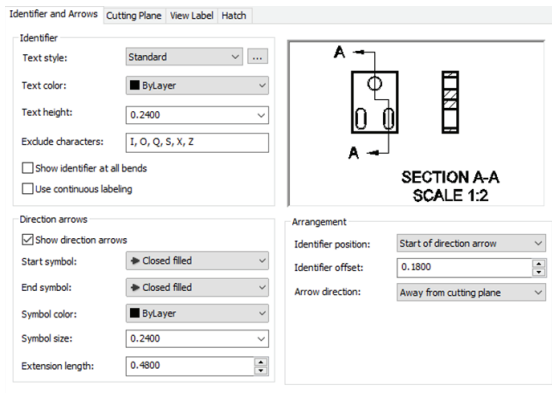 Identifier and Arrows Cutting Plane View Label Hatch
Identifier
Text style: Standard ...
Text color: ByLayer
Text height: 0.2400
Exclude characters: I, O, Q, S, X, Z
Show identifier at all bends
Use continuous labeling
Direction arrows
Show direction arrows
Start symbol: Closed filled
End symbol: Closed filled
Symbol color: ByLayer
Symbol size: 0.2400
Extension length: 0.4800
A
A
SECTION A-A
SCALE 1:2
Arrangement
Identifier position: Start of direction arrow
Identifier offset: 0.1800
Arrow direction: Away from cutting plane